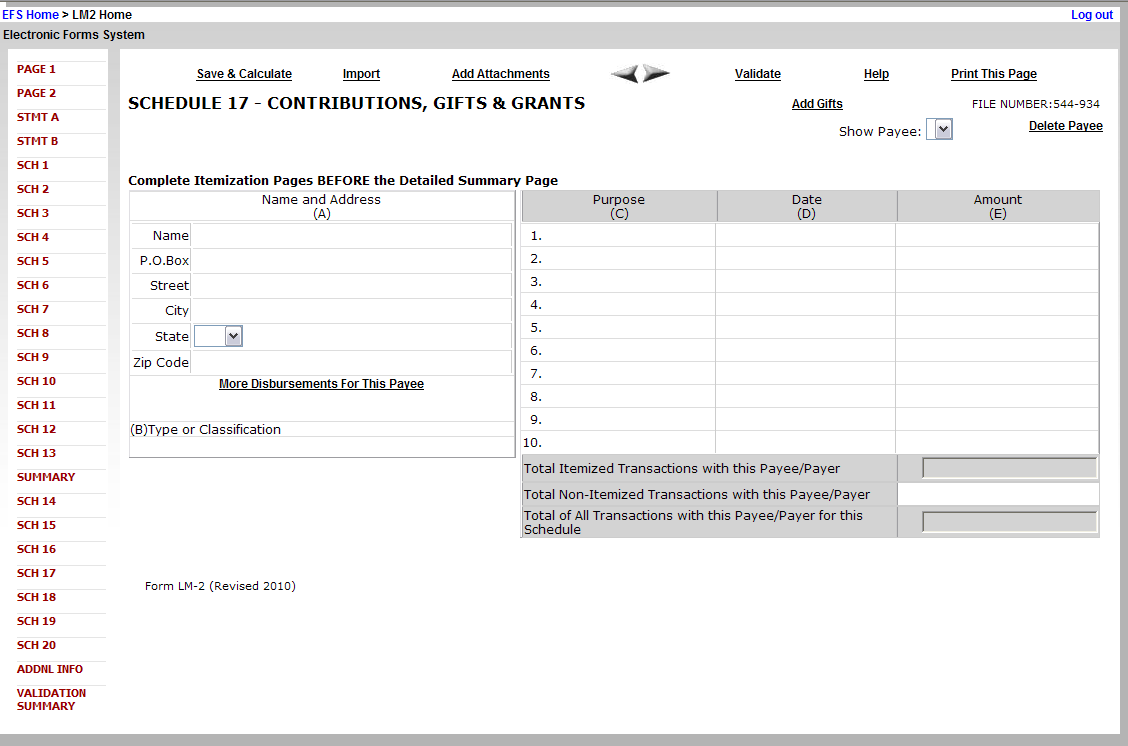 EFS Home > LM2 Home
Log out
Electronic Forms System
PAGE 1
PAGE 2
STMT A
STMT B
SCH 1
SCH 2
SCH 3
SCH 4
SCH 5
SCH 6
SCH 7
SCH 8
SCH 9
SCH 10
SCH 11
SCH 12
SCH 13
SUMMARY
SCH 14
SCH 15
SCH 16
SCH 17
SCH 18
SCH 19
SCH 20
ADDNL INFO
VALIDATION
SUMMARY
Save & Calculate
Import
Add Attachments
Validate
Help
Print This Page
SCHEDULE 17 - CONTRIBUTIONS, GIFTS & GRANTS
Add Gifts
FILE NUMBER:544-934
Show Payee:
Delete Payee
Complete Itemization Pages BEFORE the Detailed Summary Page
Name and Address
(A)
Name
P.O.Box
Street
City
State
Zip Code
More Disbursements For This Payee
(B)Type or Classification
Purpose
(C)
Date
(D)
Amount
(E)
1.
2.
3.
4.
5.
6.
7.
8.
9.
10.
Total Itemized Transactions with this Payee/Payer
Total Non-Itemized Transactions with this Payee/Payer
Total of All Transactions with this Payee/Payer for this
Schedule
Form LM-2 (Revised 2010)